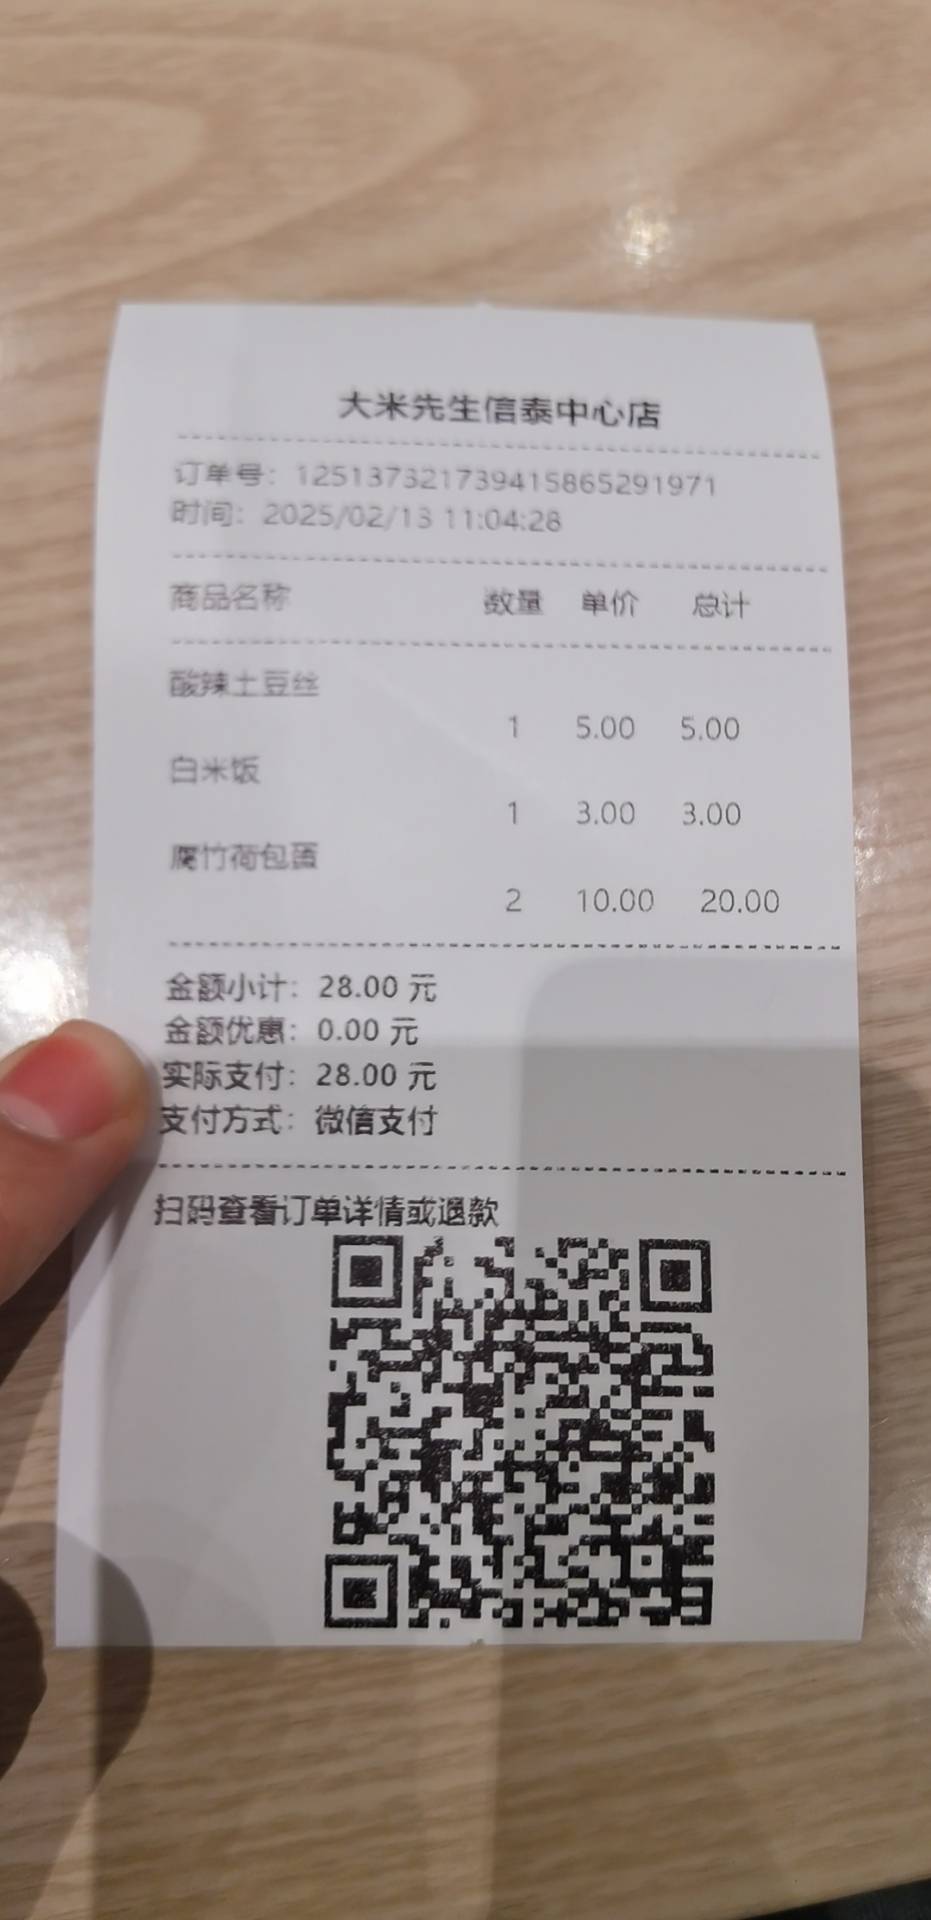 大米先生信泰中心店
订单号：125137321739415865291971
时间：2025/02/13 11:04:28
商品名称 数量 单价 总计
酸辣土豆丝
1 5.00 5.00
白米饭
1 3.00 3.00
腐竹荷包蛋
2 10.00 20.00
金额小计：28.00 元
金额优惠：0.00 元
实际支付：28.00 元
支付方式：微信支付
扫码查看订单详情或退款